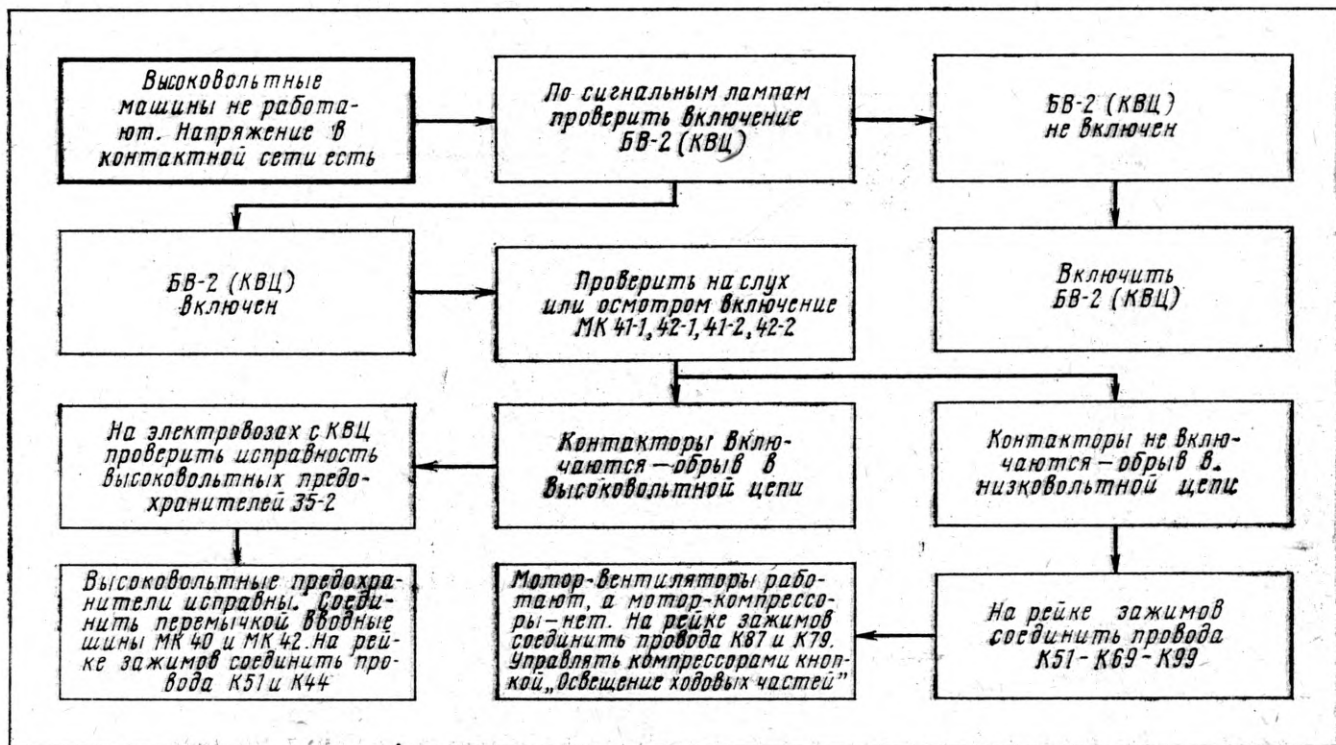 Высоковольтные
машины не работа-
ют. Напряжение в
контактной сети есть
По сигнальным лампам
проверить включение
БВ-2 (КВЦ)
БВ-2 (КВЦ)
не включен
БВ-2 (КВЦ)
включен
Проверить на слух
или осмотром включение
МК 41-1, 42-1, 41-2, 42-2
Включить
БВ-2 (КВЦ)
На электровозах с КВЦ
проверить исправность
высоковольтных предо-
хранителей 35-2
Контакторы вклю-
чаются — обрыв в
высоковольтной цепи
Контакторы не вклю-
чаются — обрыв в.
низковольтной цепи
Высоковольтные предохра-
нители исправны. Соеди-
нить перемычкой вводные
шины МК 40 и МК 42. На рей-
ке зажимов соединить про-
вода К51 и К44
Мотор-вентиляторы рабо-
тают, а мотор-компрессо-
ры — нет. На рейке зажимов
соединить провода К87 и К79.
Управлять компрессорами кноп-
кой „Освещение ходовых частей”
На рейке зажимов
соединить провода
К51 - К69 - К99